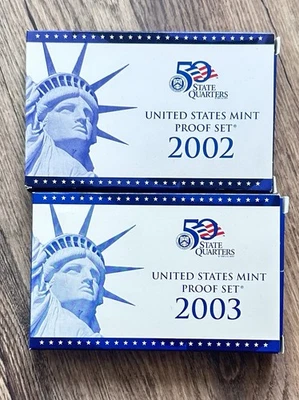 50
STATE
QUARTERS
UNITED STATES MINT
PROOF SET®
2002
50
STATE
QUARTERS
UNITED STATES MINT
PROOF SET®
2003